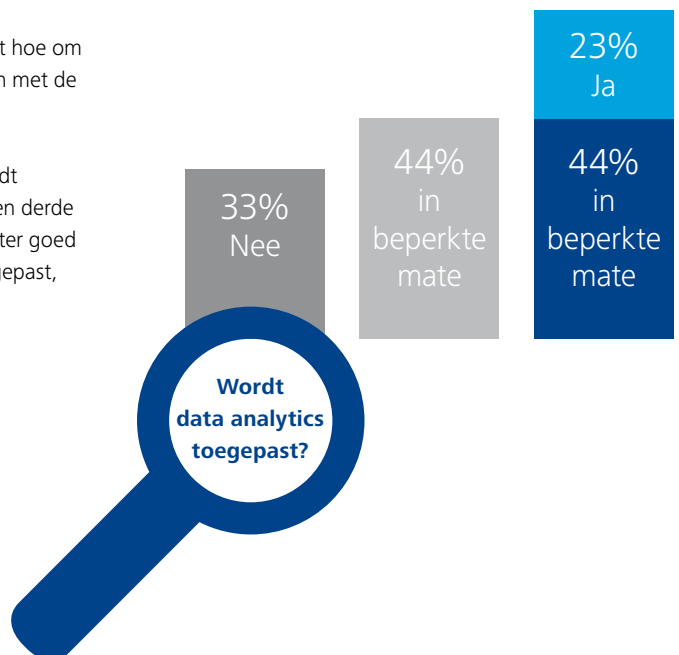 t hoe om
met de
dt
en derde
ter goed
epast,
33%
Nee
44%
in
beperkte
mate
23%
Ja
44%
in
beperkte
mate
Wordt
data analytics
toegepast?